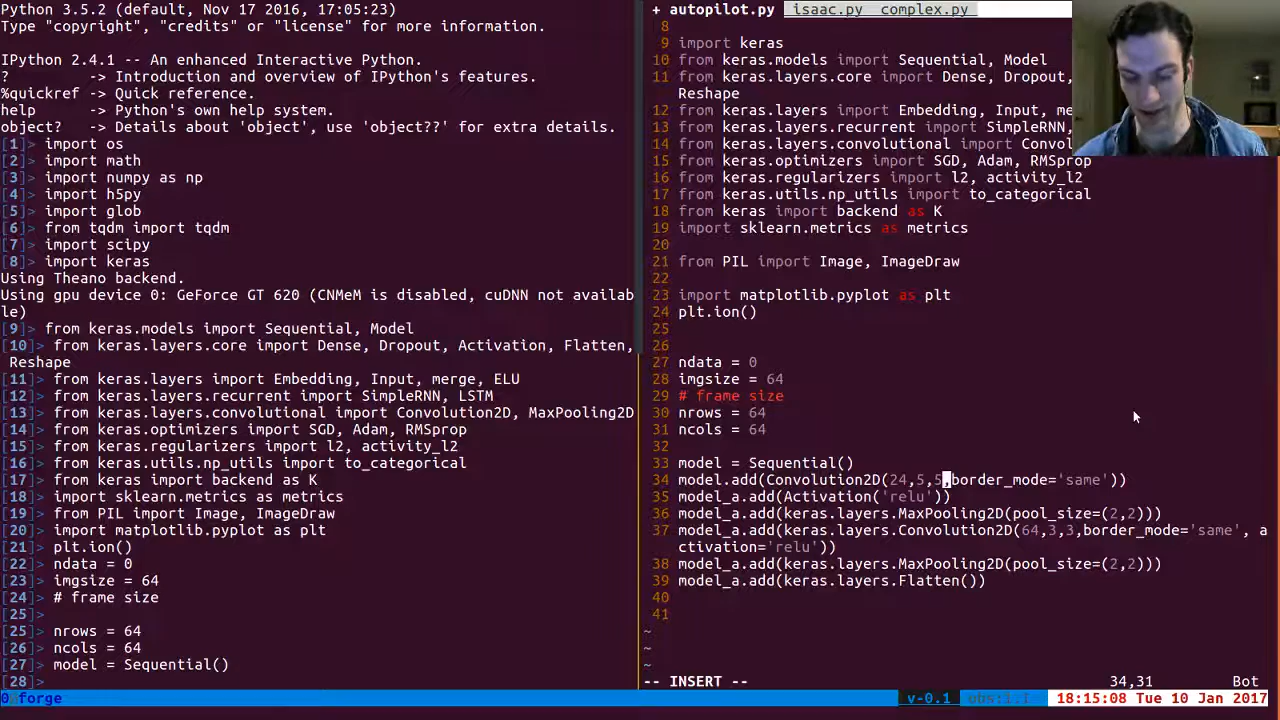 Python 3.5.2 (default, Nov 17 2016, 17:05:23)
Type "copyright", "credits" or "license" for more information.
IPython 2.4.1 -- An enhanced Interactive Python.
?         -> Introduction and overview of IPython's features.
%quickref -> Quick reference.
help      -> Python's own help system.
object?   -> Details about 'object', use 'object??' for extra details.
[1]> import os
[2]> import math
[3]> import numpy as np
[4]> import h5py
[5]> import glob
[6]> from tqdm import tqdm
[7]> import scipy
[8]> import keras
Using Theano backend.
Using gpu device 0: GeForce GT 620 (CNMeM is disabled, cuDNN not availab
le)
[9]> from keras.models import Sequential, Model
[10]> from keras.layers.core import Dense, Dropout, Activation, Flatten,
Reshape
[11]> from keras.layers import Embedding, Input, merge, ELU
[12]> from keras.layers.recurrent import SimpleRNN, LSTM
[13]> from keras.layers.convolutional import Convolution2D, MaxPooling2D
[14]> from keras.optimizers import SGD, Adam, RMSprop
[15]> from keras.regularizers import l2, activity_l2
[16]> from keras.utils.np_utils import to_categorical
[17]> from keras import backend as K
[18]> import sklearn.metrics as metrics
[19]> from PIL import Image, ImageDraw
[20]> import matplotlib.pyplot as plt
[21]> plt.ion()
[22]> ndata = 0
[23]> imgsize = 64
[24]> # frame size
[25]>
[25]> nrows = 64
[26]> ncols = 64
[27]> model = Sequential()
[28]>
+ autopilot.py  isaac.py  complex.py
8
9 import keras
10 from keras.models import Sequential, Model
11 from keras.layers.core import Dense, Dropout,
Reshape
12 from keras.layers import Embedding, Input, me
13 from keras.layers.recurrent import SimpleRNN,
14 from keras.layers.convolutional import Convol
15 from keras.optimizers import SGD, Adam, RMSprop
16 from keras.regularizers import l2, activity_l2
17 from keras.utils.np_utils import to_categorical
18 from keras import backend as K
19 import sklearn.metrics as metrics
20
21 from PIL import Image, ImageDraw
22
23 import matplotlib.pyplot as plt
24 plt.ion()
25
26
27 ndata = 0
28 imgsize = 64
29 # frame size
30 nrows = 64
31 ncols = 64
32
33 model = Sequential()
34 model.add(Convolution2D(24,5,5,border_mode='same'))
35 model_a.add(Activation('relu'))
36 model_a.add(keras.layers.MaxPooling2D(pool_size=(2,2)))
37 model_a.add(keras.layers.Convolution2D(64,3,3,border_mode='same', a
ctivation='relu'))
38 model_a.add(keras.layers.MaxPooling2D(pool_size=(2,2)))
39 model_a.add(keras.layers.Flatten())
40
41
~
~
~
-- INSERT -- 34,31 Bot
0 forge v-0.1 18:15:08 Tue 10 Jan 2017